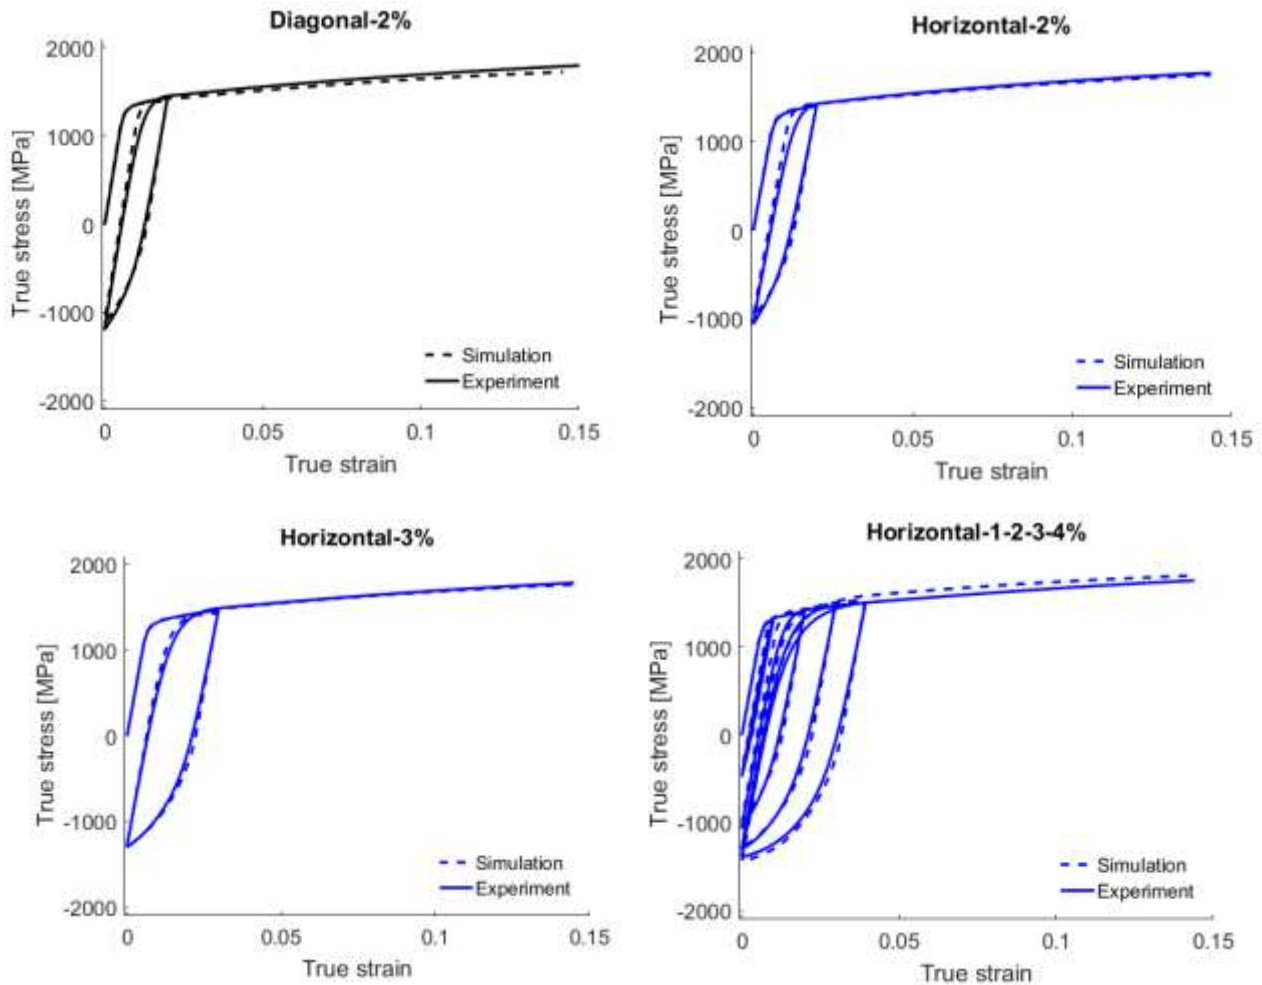 Diagonal-2%
2000
1000
0
-1000
-2000
True stress [MPa]
Simulation
Experiment
0 0.05 0.1 0.15
True strain
Horizontal-2%
2000
1000
0
-1000
-2000
True stress [MPa]
Simulation
Experiment
0 0.05 0.1 0.15
True strain
Horizontal-3%
2000
1000
0
-1000
-2000
True stress [MPa]
Simulation
Experiment
0 0.05 0.1 0.15
True strain
Horizontal-1-2-3-4%
2000
1000
0
-1000
-2000
True stress [MPa]
Simulation
Experiment
0 0.05 0.1 0.15
True strain